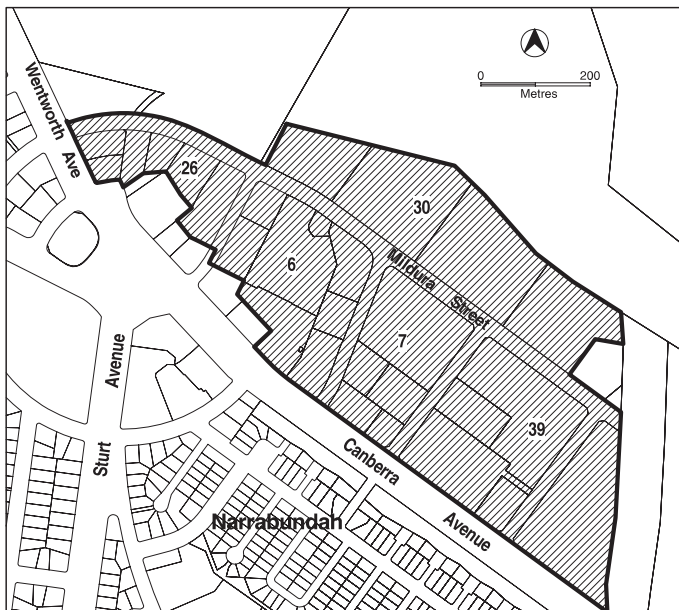 Wentworth Ave
0 200
Metres
26
30
6
Mildura Street
7
39
Sturt Avenue
Canberra Avenue
Narrabundah